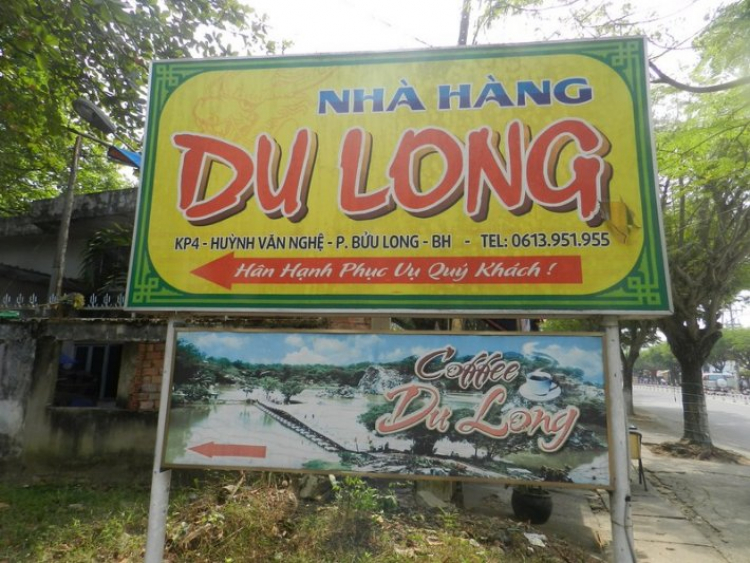 NHÀ HÀNG
DU LONG
KP4 - HUỲNH VĂN NGHỆ - P. BỬU LONG - BH - TEL: 0613.951.955
Hân Hạnh Phục Vụ Quý Khách !
Cofffee
Du Long